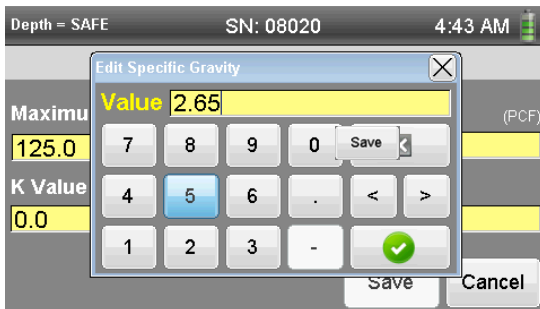 Depth = SAFE SN: 08020 4:43 AM
Edit Specific Gravity
Value 2.65
Maximu (PCF)
125.0
7 8 9 0 Save
K Value
4 5 6 . < >
0.0
1 2 3 -
Save Cancel